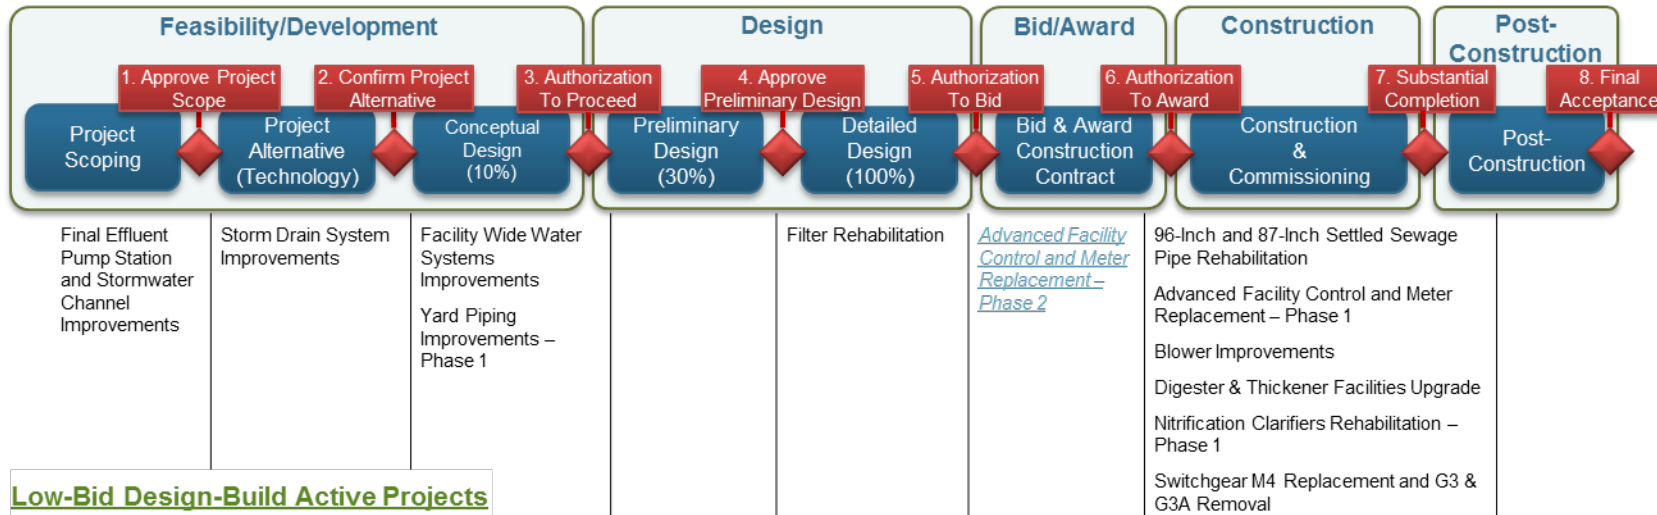 Feasibility/Development
Design
Bid/Award
Construction
Post-
Construction
1. Approve Project
Scope
2. Confirm Project
Alternative
3. Authorization
To Proceed
4. Approve
Preliminary Design
5. Authorization
To Bid
6. Authorization
To Award
7. Substantial
Completion
8. Final
Acceptance
Project
Scoping
Project
Alternative
(Technology)
Conceptual
Design
(10%)
Preliminary
Design
(30%)
Detailed
Design
(100%)
Bid & Award
Construction
Contract
Construction
&
Commissioning
Post-
Construction
Final Effluent
Pump Station
and Stormwater
Channel
Improvements
Storm Drain System
Improvements
Facility Wide Water
Systems
Improvements
Yard Piping
Improvements –
Phase 1
Filter Rehabilitation
Advanced Facility
Control and Meter
Replacement –
Phase 2
96-Inch and 87-Inch Settled Sewage
Pipe Rehabilitation
Advanced Facility Control and Meter
Replacement – Phase 1
Blower Improvements
Digester & Thickener Facilities Upgrade
Nitrification Clarifiers Rehabilitation –
Phase 1
Switchgear M4 Replacement and G3 &
G3A Removal
Low-Bid Design-Build Active Projects